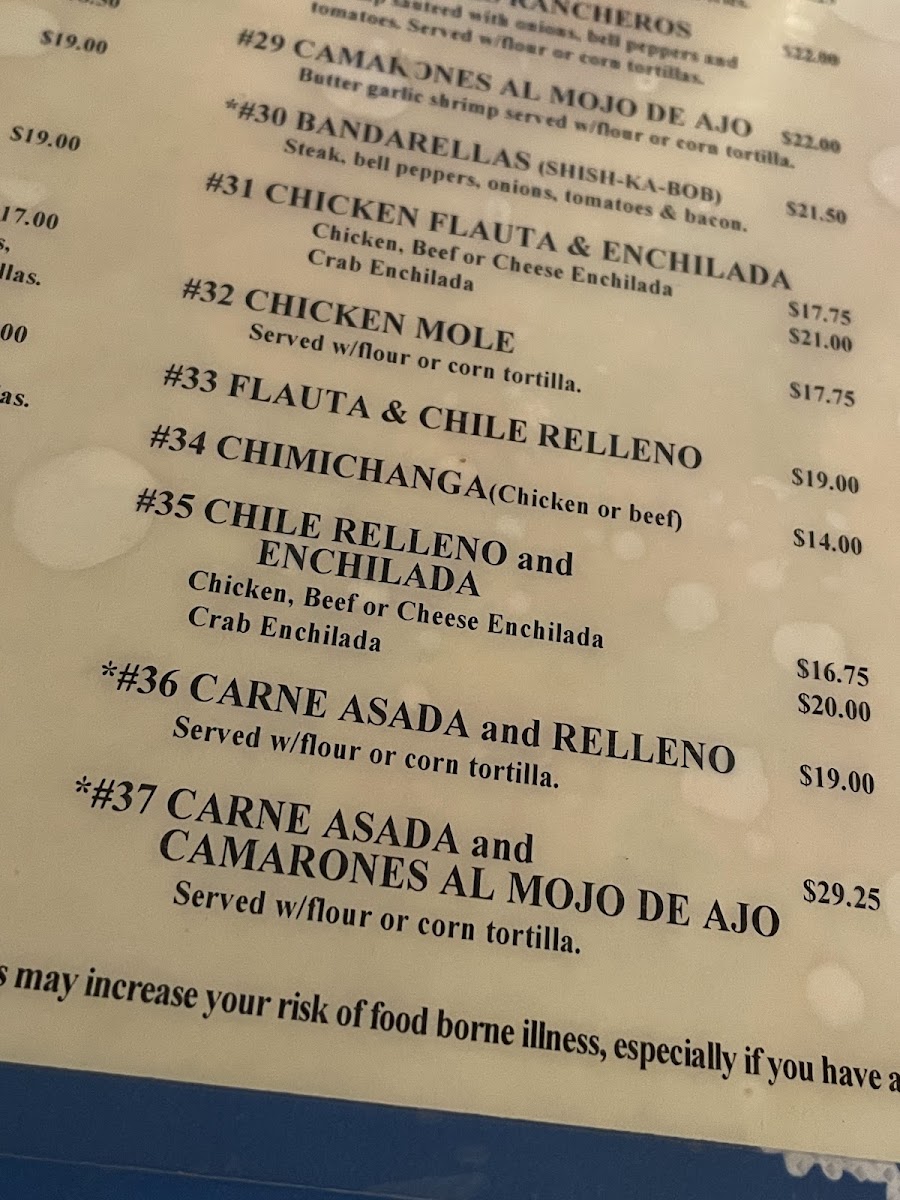 $19.00
$19.00
17.00
s,
llas.
00
as.
RANCHEROS
sauteed with onions, bell peppers and $22.00
tomatoes. Served w/flour or corn tortillas.
#29 CAMARONES AL MOJO DE AJO $22.00
Butter garlic shrimp served w/flour or corn tortilla.
*#30 BANDARELLAS (SHISH-KA-BOB) $21.50
Steak, bell peppers, onions, tomatoes & bacon.
#31 CHICKEN FLAUTA & ENCHILADA
Chicken, Beef or Cheese Enchilada $17.75
Crab Enchilada $21.00
#32 CHICKEN MOLE $17.75
Served w/flour or corn tortilla.
#33 FLAUTA & CHILE RELLENO $19.00
#34 CHIMICHANGA(Chicken or beef) $14.00
#35 CHILE RELLENO and
ENCHILADA
Chicken, Beef or Cheese Enchilada $16.75
Crab Enchilada $20.00
*#36 CARNE ASADA and RELLENO $19.00
Served w/flour or corn tortilla.
*#37 CARNE ASADA and
CAMARONES AL MOJO DE AJO $29.25
Served w/flour or corn tortilla.
s may increase your risk of food borne illness, especially if you have a